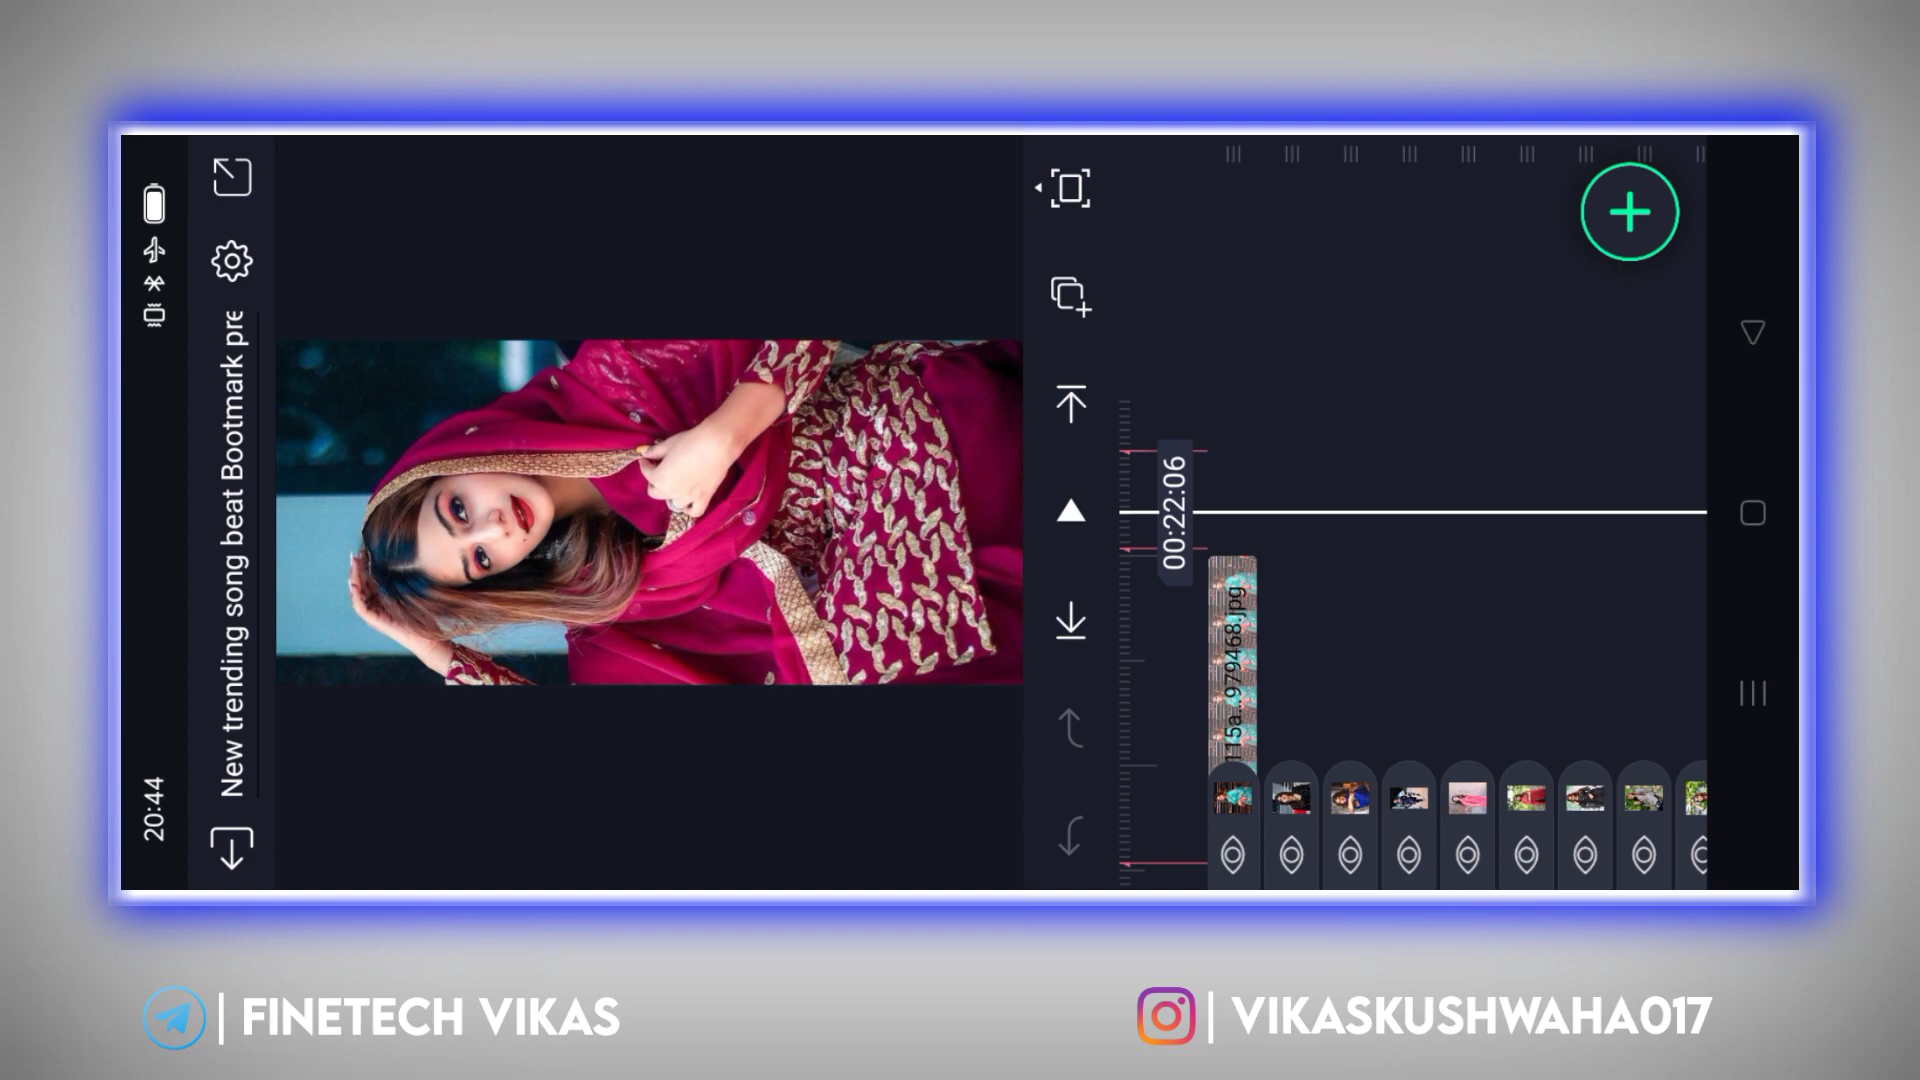 20:44
New trending song beat Bootmark pre
00:22:06
115a...979468.jpg
FINETECH VIKAS
VIKASKUSHWAHA017